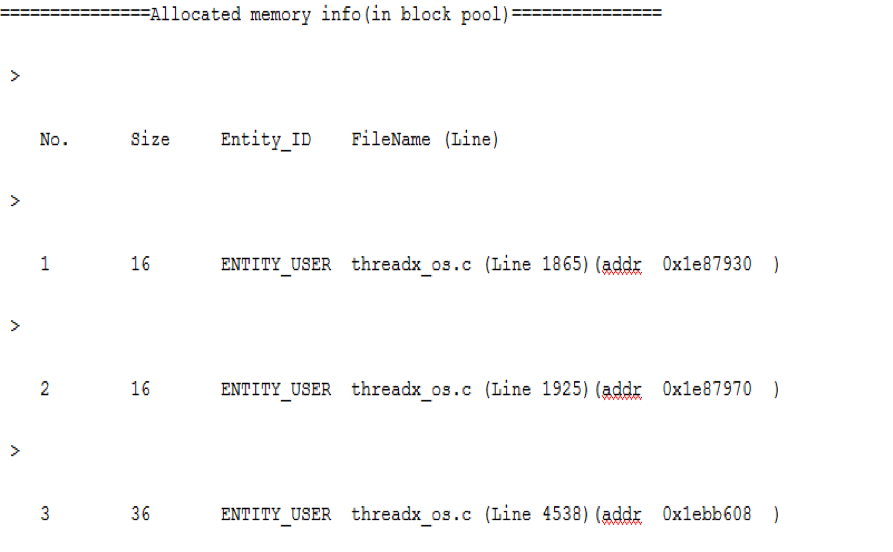 ===============Allocated memory info(in block pool)===============
>
No. Size Entity_ID FileName (Line)
>
1 16 ENTITY_USER threadx_os.c (Line 1865)(addr 0x1e87930 )
>
2 16 ENTITY_USER threadx_os.c (Line 1925)(addr 0x1e87970 )
>
3 36 ENTITY_USER threadx_os.c (Line 4538)(addr 0x1ebb608 )